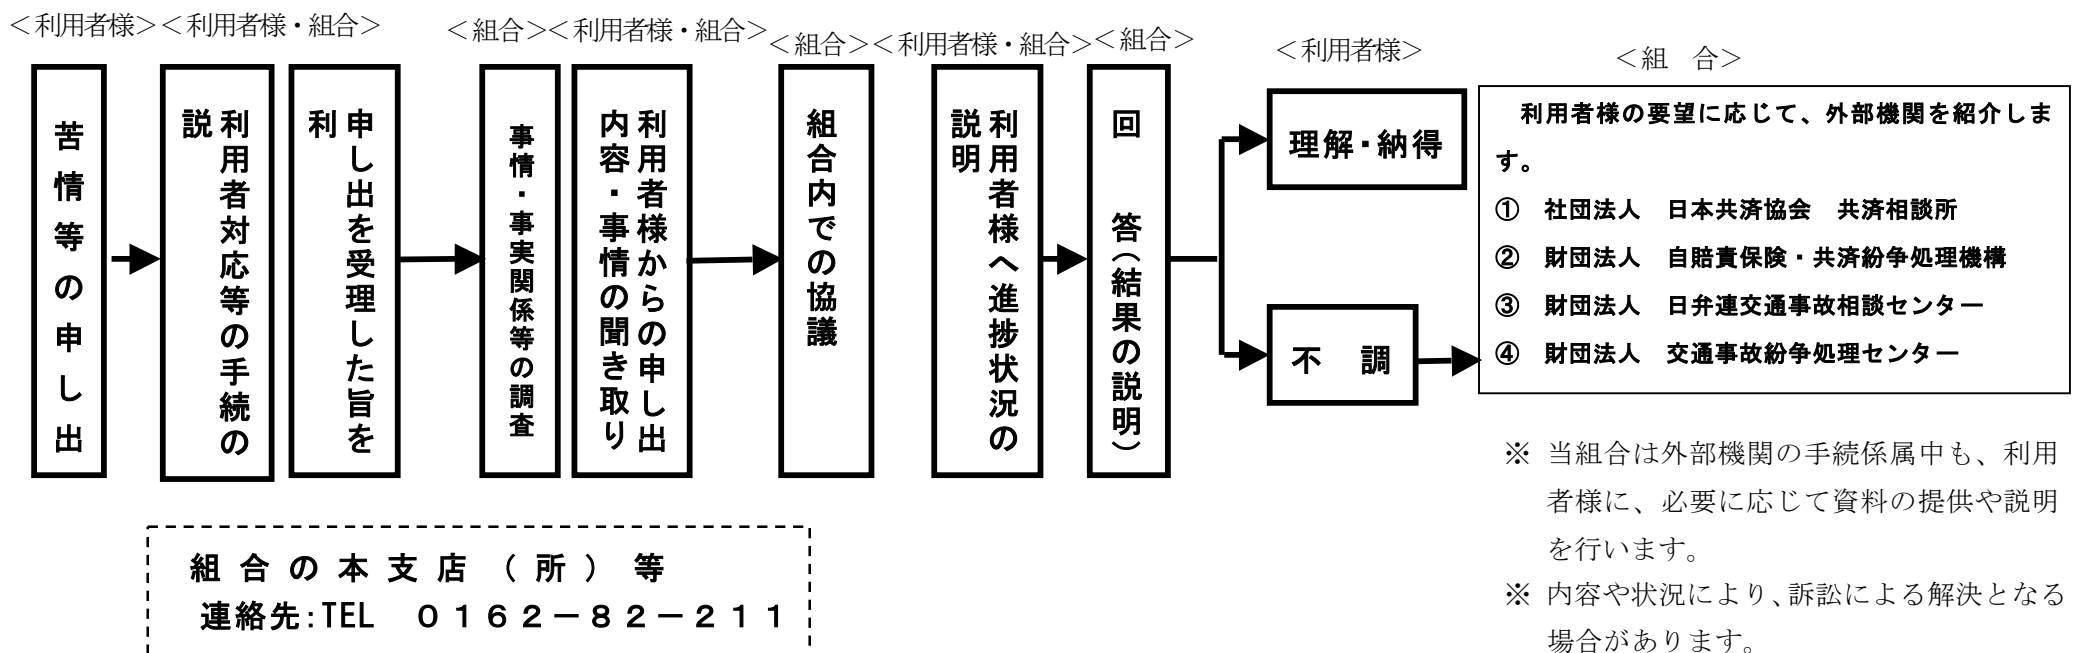 ＜利用者様＞
＜利用者様・組合＞
＜組合＞
＜利用者様・組合＞
＜組合＞
＜利用者様・組合＞
＜組合＞
＜利用者様＞
＜組　合＞
苦情等の申し出
利用者対応等の手続の
説
申し出を受理した旨を
利
事情・事実関係等の調査
利用者様からの申し出
内容・事情の聞き取り
組合内での協議
利用者様へ進捗状況の
説明
回　答（結果の説明）
理解・納得
不　調
利用者様の要望に応じて、外部機関を紹介しま
す。
①　社団法人　日本共済協会　共済相談所
②　財団法人　自賠責保険・共済紛争処理機構
③　財団法人　日弁連交通事故相談センター
④　財団法人　交通事故紛争処理センター
※ 当組合は外部機関の手続係属中も、利用
者様に、必要に応じて資料の提供や説明
を行います。
※ 内容や状況により、訴訟による解決となる
場合があります。
組合の本支店（所）等
連絡先:TEL　０１６２－８２－２１１